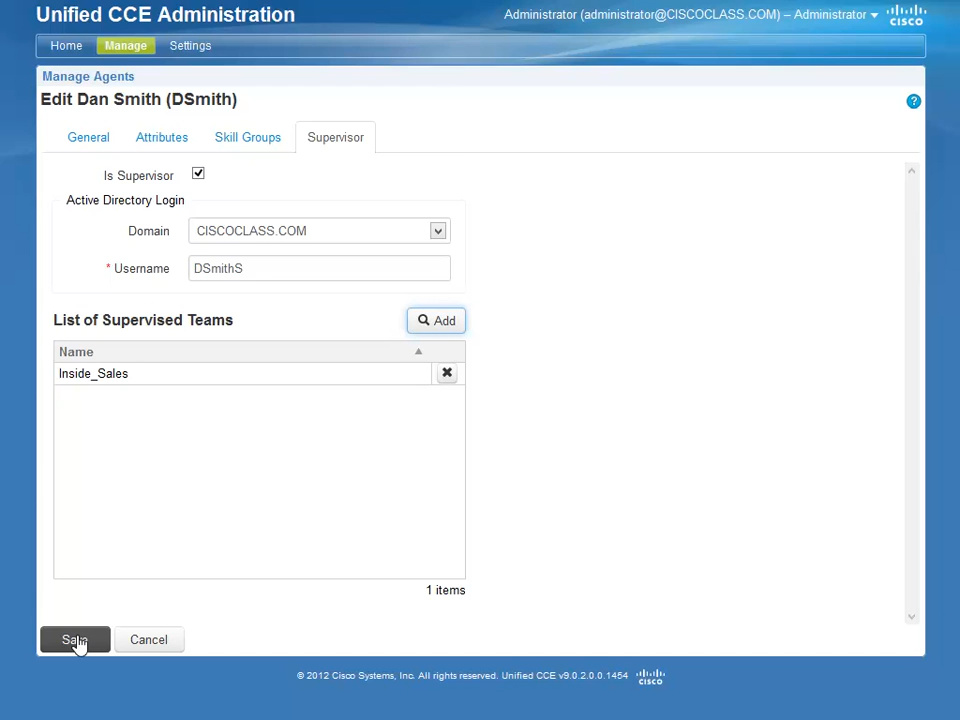 Unified CCE Administration
Administrator (administrator@CISCOCLASS.COM) – Administrator
cisco
Home Manage Settings
Manage Agents
Edit Dan Smith (DSmith)
?
General Attributes Skill Groups Supervisor
Is Supervisor
Active Directory Login
Domain CISCOCLASS.COM
* Username DSmithS
List of Supervised Teams Add
Name
Inside_Sales
1 items
Save Cancel
© 2012 Cisco Systems, Inc. All rights reserved. Unified CCE v9.0.2.0.0.1454 cisco